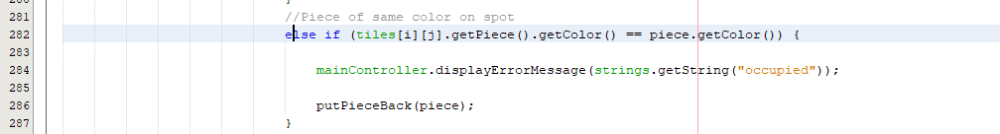 280 }
281 //Piece of same color on spot
282 else if (tiles[i][j].getPiece().getColor() == piece.getColor()) {
283
284 mainController.displayErrorMessage(strings.getString("occupied"));
285
286 putPieceBack(piece);
287 }